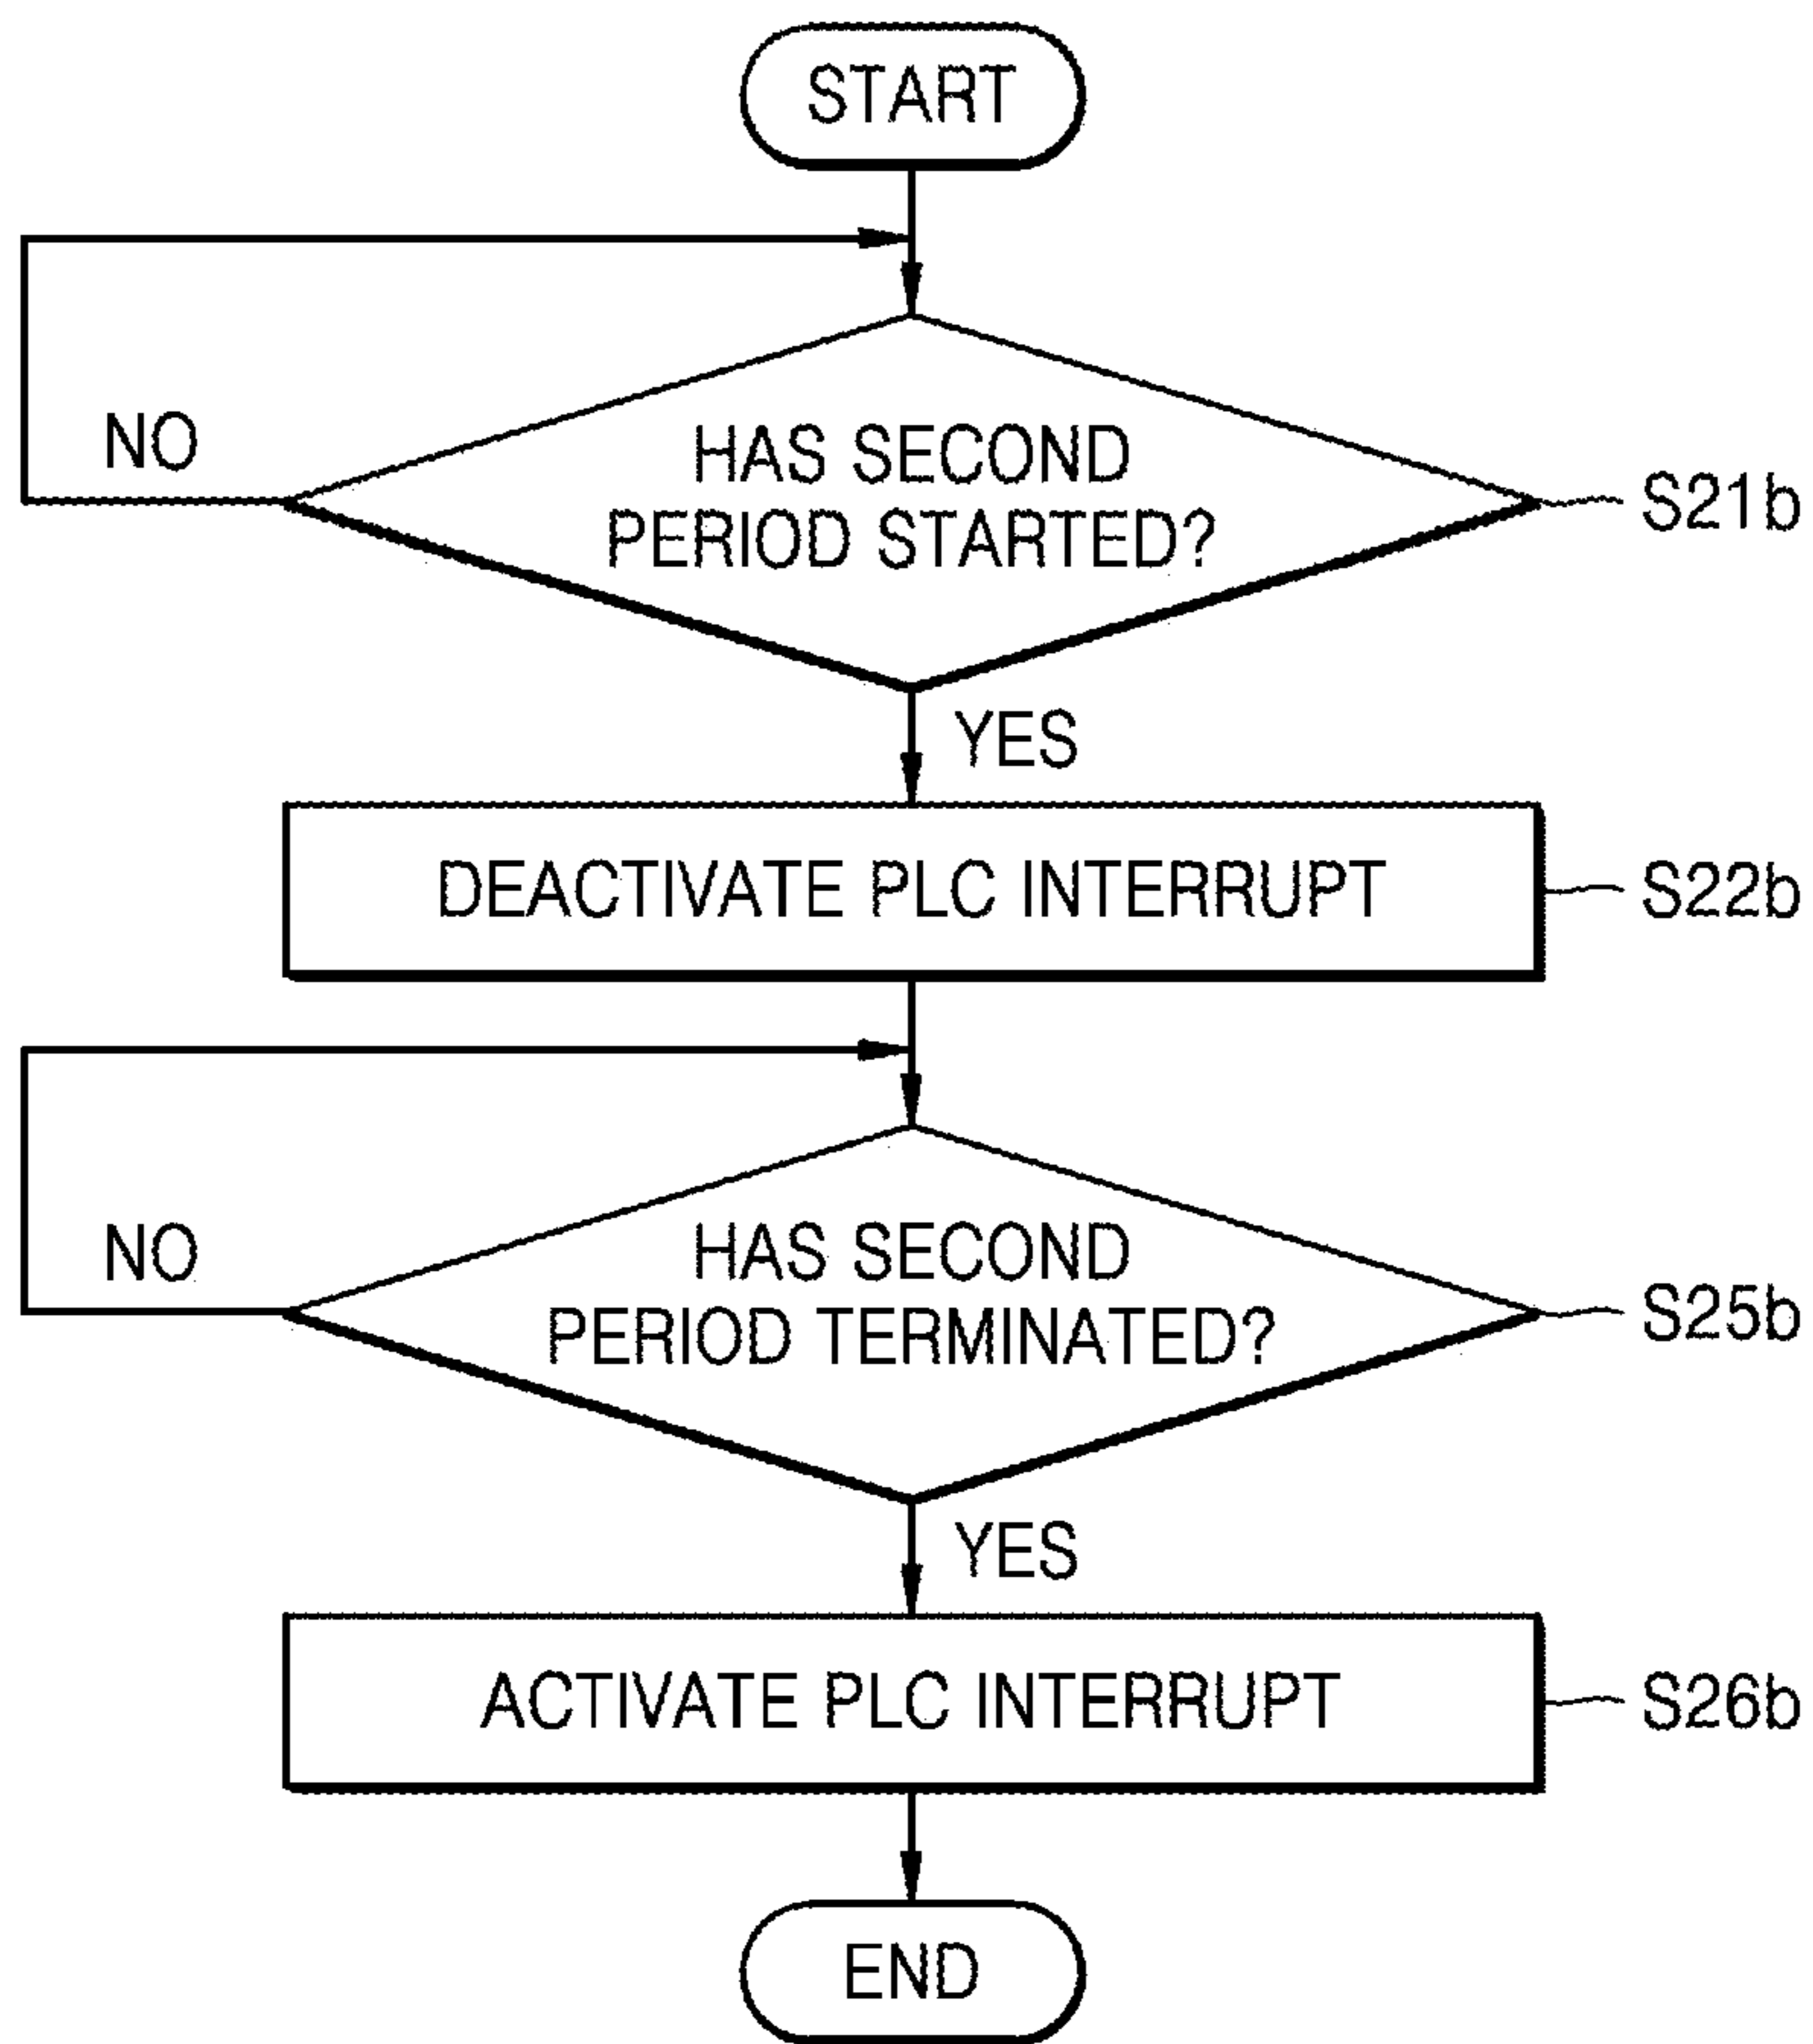 START
NO
HAS SECOND
PERIOD STARTED?
S21b
YES
DEACTIVATE PLC INTERRUPT
S22b
NO
HAS SECOND
PERIOD TERMINATED?
S25b
YES
ACTIVATE PLC INTERRUPT
S26b
END